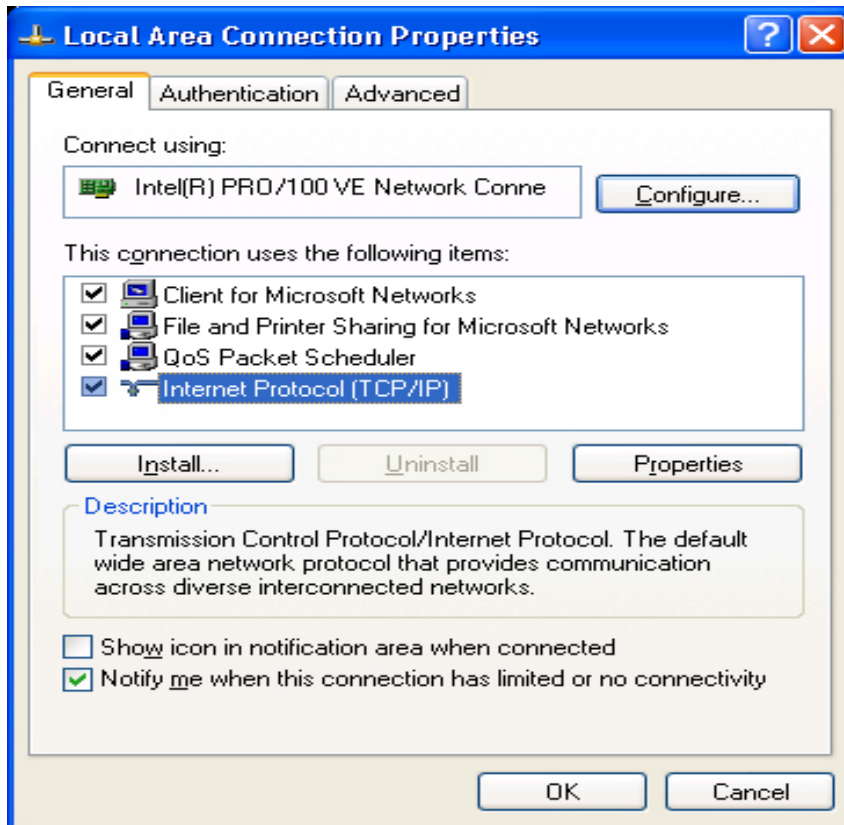 Local Area Connection Properties
General Authentication Advanced
Connect using:
Intel(R) PRO/100 VE Network Conne
Configure...
This connection uses the following items:
Client for Microsoft Networks
File and Printer Sharing for Microsoft Networks
QoS Packet Scheduler
Internet Protocol (TCP/IP)
Install... Uninstall Properties
Description
Transmission Control Protocol/Internet Protocol. The default
wide area network protocol that provides communication
across diverse interconnected networks.
Show icon in notification area when connected
Notify me when this connection has limited or no connectivity
OK Cancel